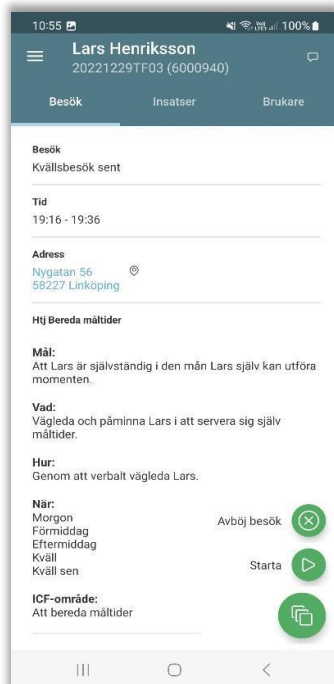 10:55
100%
Lars Henriksson
20221229TF03 (6000940)
Besök
Insatser
Brukare
Besök
Kvällsbesök sent
Tid
19:16 - 19:36
Adress
Nygatan 56
58227 Linköping
Htj Bereda måltider
Mål:
Att Lars är självständig i den mån Lars själv kan utföra
momenten.
Vad:
Vägleda och påminna Lars i att servera sig själv
måltider.
Hur:
Genom att verbalt vägleda Lars.
När:
Morgon
Förmiddag
Eftermiddag
Kväll
Kväll sen
Avböj besök
Starta
ICF-område:
Att bereda måltider